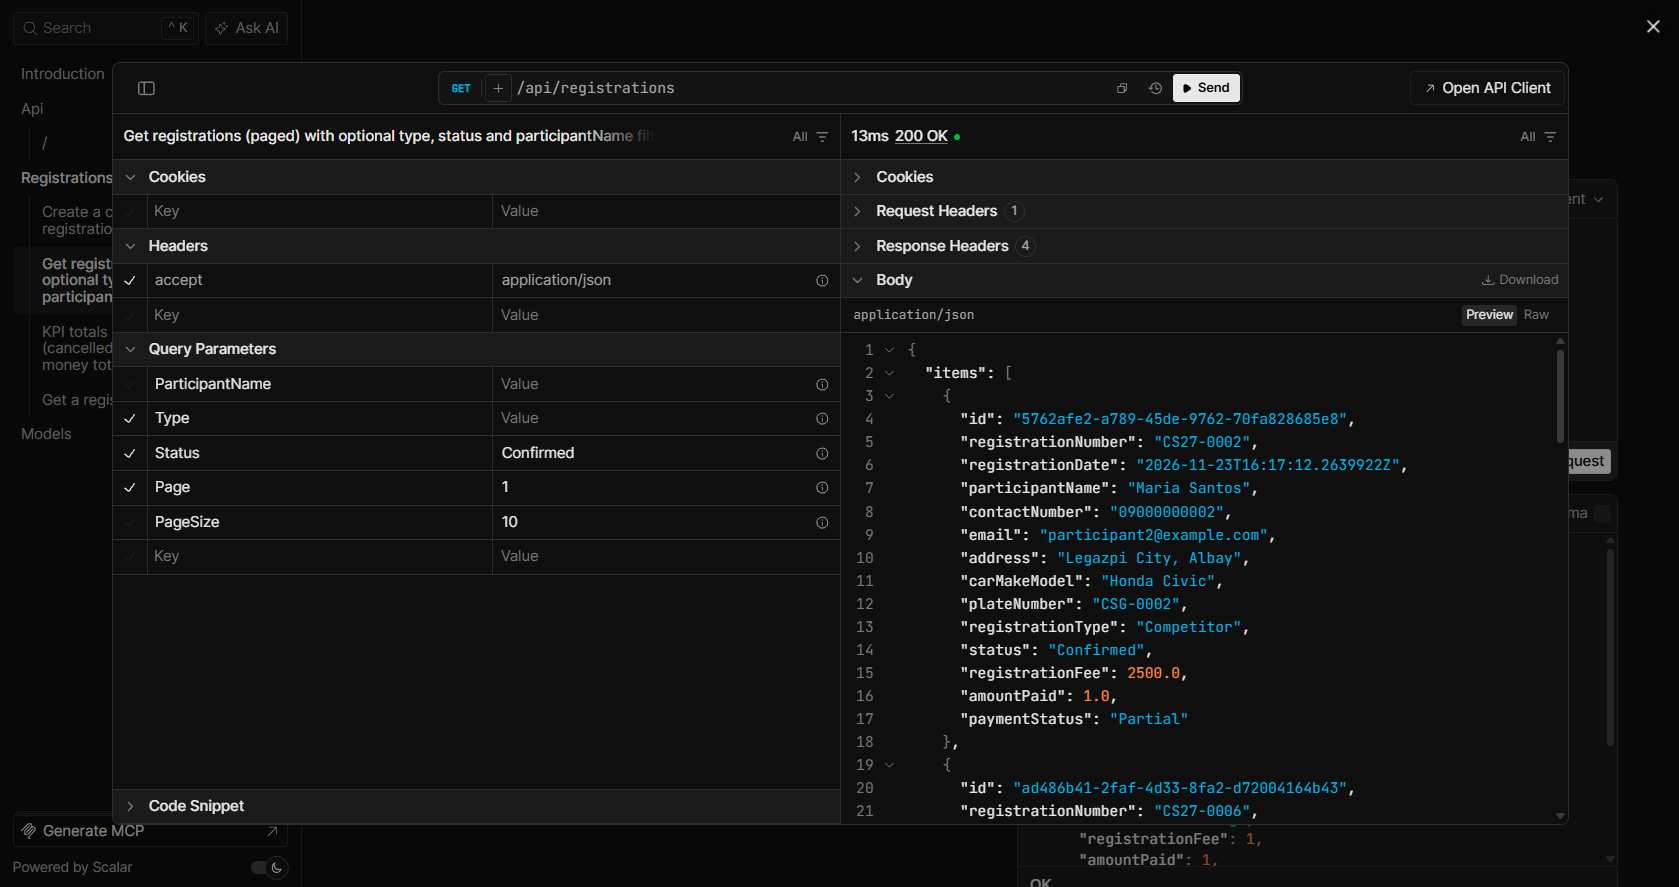 Search
^ K
Ask AI
Introduction
Api
/
Registrations
Create a c
registratio
Get regist
optional ty
participan
KPI totals
(cancelled
money tot
Get a regis
Models
Generate MCP
Powered by Scalar
GET
+
/api/registrations
Send
Open API Client
Get registrations (paged) with optional type, status and participantName filt
All
Cookies
Key Value
Headers
accept application/json
Key Value
Query Parameters
ParticipantName Value
Type Value
Status Confirmed
Page 1
PageSize 10
Key Value
Code Snippet
13ms 200 OK
All
Cookies
Request Headers 1
Response Headers 4
Body
Download
application/json
Preview Raw
1 {
2 "items": [
3 {
4 "id": "5762afe2-a789-45de-9762-70fa828685e8",
5 "registrationNumber": "CS27-0002",
6 "registrationDate": "2026-11-23T16:17:12.2639922Z",
7 "participantName": "Maria Santos",
8 "contactNumber": "09000000002",
9 "email": "participant2@example.com",
10 "address": "Legazpi City, Albay",
11 "carMakeModel": "Honda Civic",
12 "plateNumber": "CSG-0002",
13 "registrationType": "Competitor",
14 "status": "Confirmed",
15 "registrationFee": 2500.0,
16 "amountPaid": 1.0,
17 "paymentStatus": "Partial"
18 },
19 {
20 "id": "ad486b41-2faf-4d33-8fa2-d72004164b43",
21 "registrationNumber": "CS27-0006",
ent
quest
ma
"registrationFee": 1,
"amountPaid": 1,
OK